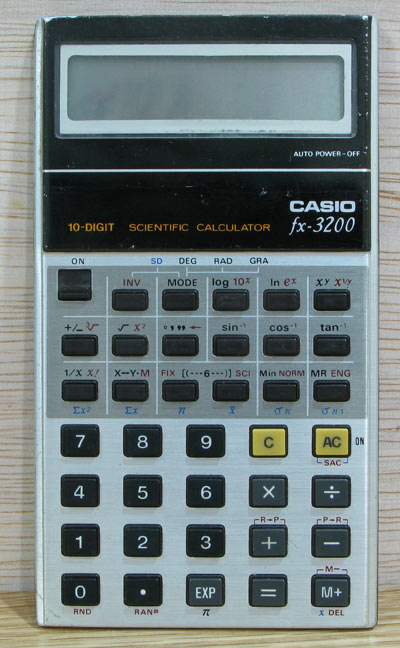 AUTO POWER-OFF
CASIO
10-DIGIT SCIENTIFIC CALCULATOR fx-3200
ON SD DEG RAD GRA
INV MODE log 10ˣ ln eˣ xʸ x¹/ʸ
+/− ³√ √ x² °,,, ← sin⁻¹ cos⁻¹ tan⁻¹
1/x x! X↔Y-M FIX [(---6---)] SCI Min NORM MR ENG
Σx² Σx n x̄ σn σn-1
7 8 9 C AC ON
SAC
4 5 6 × ÷
R→P P→R
1 2 3 + −
M−
0 • EXP = M+
RND RAN# π x DEL